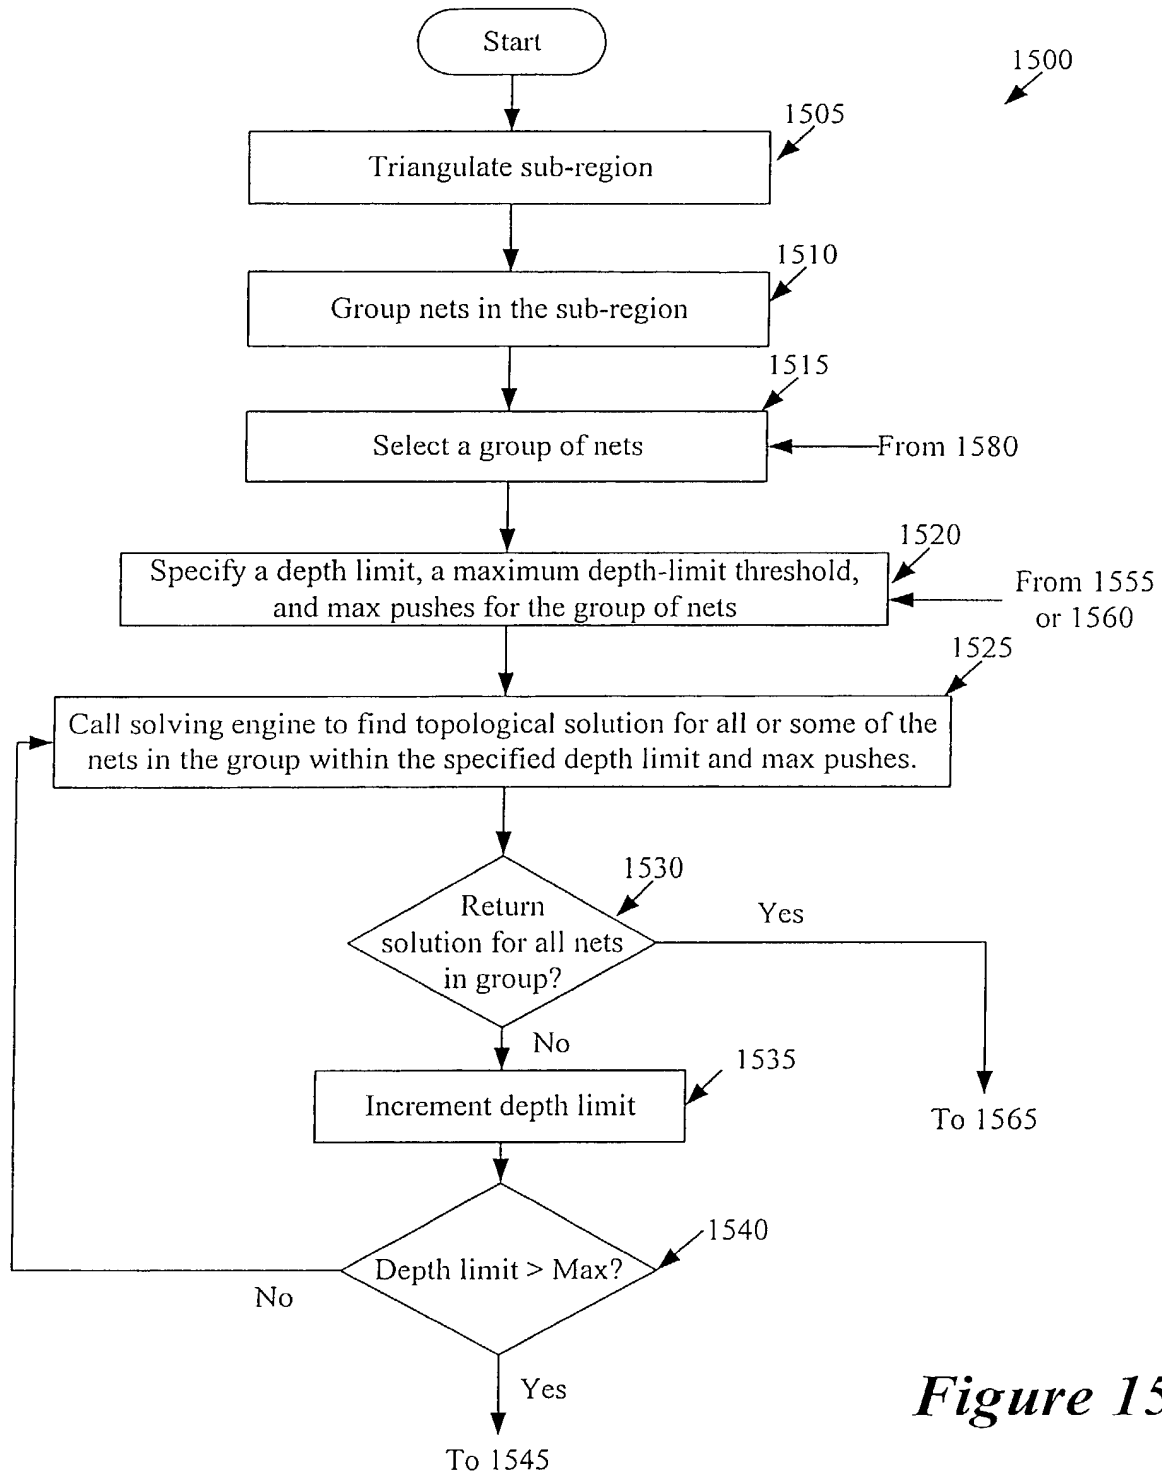 Start
1500
1505
Triangulate sub-region
1510
Group nets in the sub-region
1515
Select a group of nets
From 1580
1520
Specify a depth limit, a maximum depth-limit threshold,
and max pushes for the group of nets
From 1555
or 1560
1525
Call solving engine to find topological solution for all or some of the
nets in the group within the specified depth limit and max pushes.
1530
Return
solution for all nets
in group?
Yes
No
1535
Increment depth limit
To 1565
1540
Depth limit > Max?
No
Yes
To 1545
Figure 15